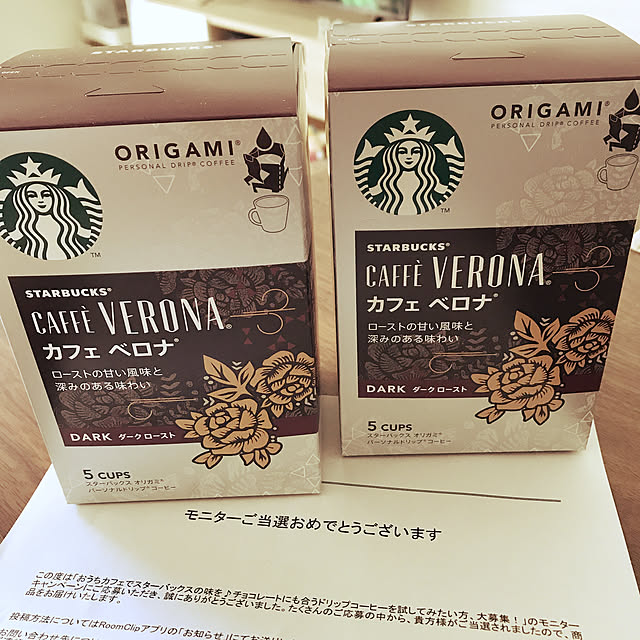 STARBUCKS
ORIGAMI®
PERSONAL DRIP® COFFEE
TM
STARBUCKS®
CAFFÈ VERONA®
カフェ ベロナ®
ローストの甘い風味と
深みのある味わい
DARK ダークロースト
5 CUPS
スターバックス オリガミ®
パーソナルドリップ® コーヒー
STARBUCKS
ORIGAMI®
PERSONAL DRIP® COFFEE
TM
STARBUCKS®
CAFFÈ VERONA®
カフェ ベロナ®
ローストの甘い風味と
深みのある味わい
DARK ダークロースト
5 CUPS
スターバックス オリガミ®
パーソナルドリップ® コーヒー
モニターご当選おめでとうございます
この度は「おうちカフェでスターバックスの味を♪チョコレートにも合うドリップコーヒーを試してみたい方、大募集!」のモニター
キャンペーンにご応募いただき、誠にありがとうございました。たくさんのご応募の中から、貴方様がご当選されましたので、商
品をお届けいたします。
投稿方法についてはRoomClipアプリの「お知らせ」にて